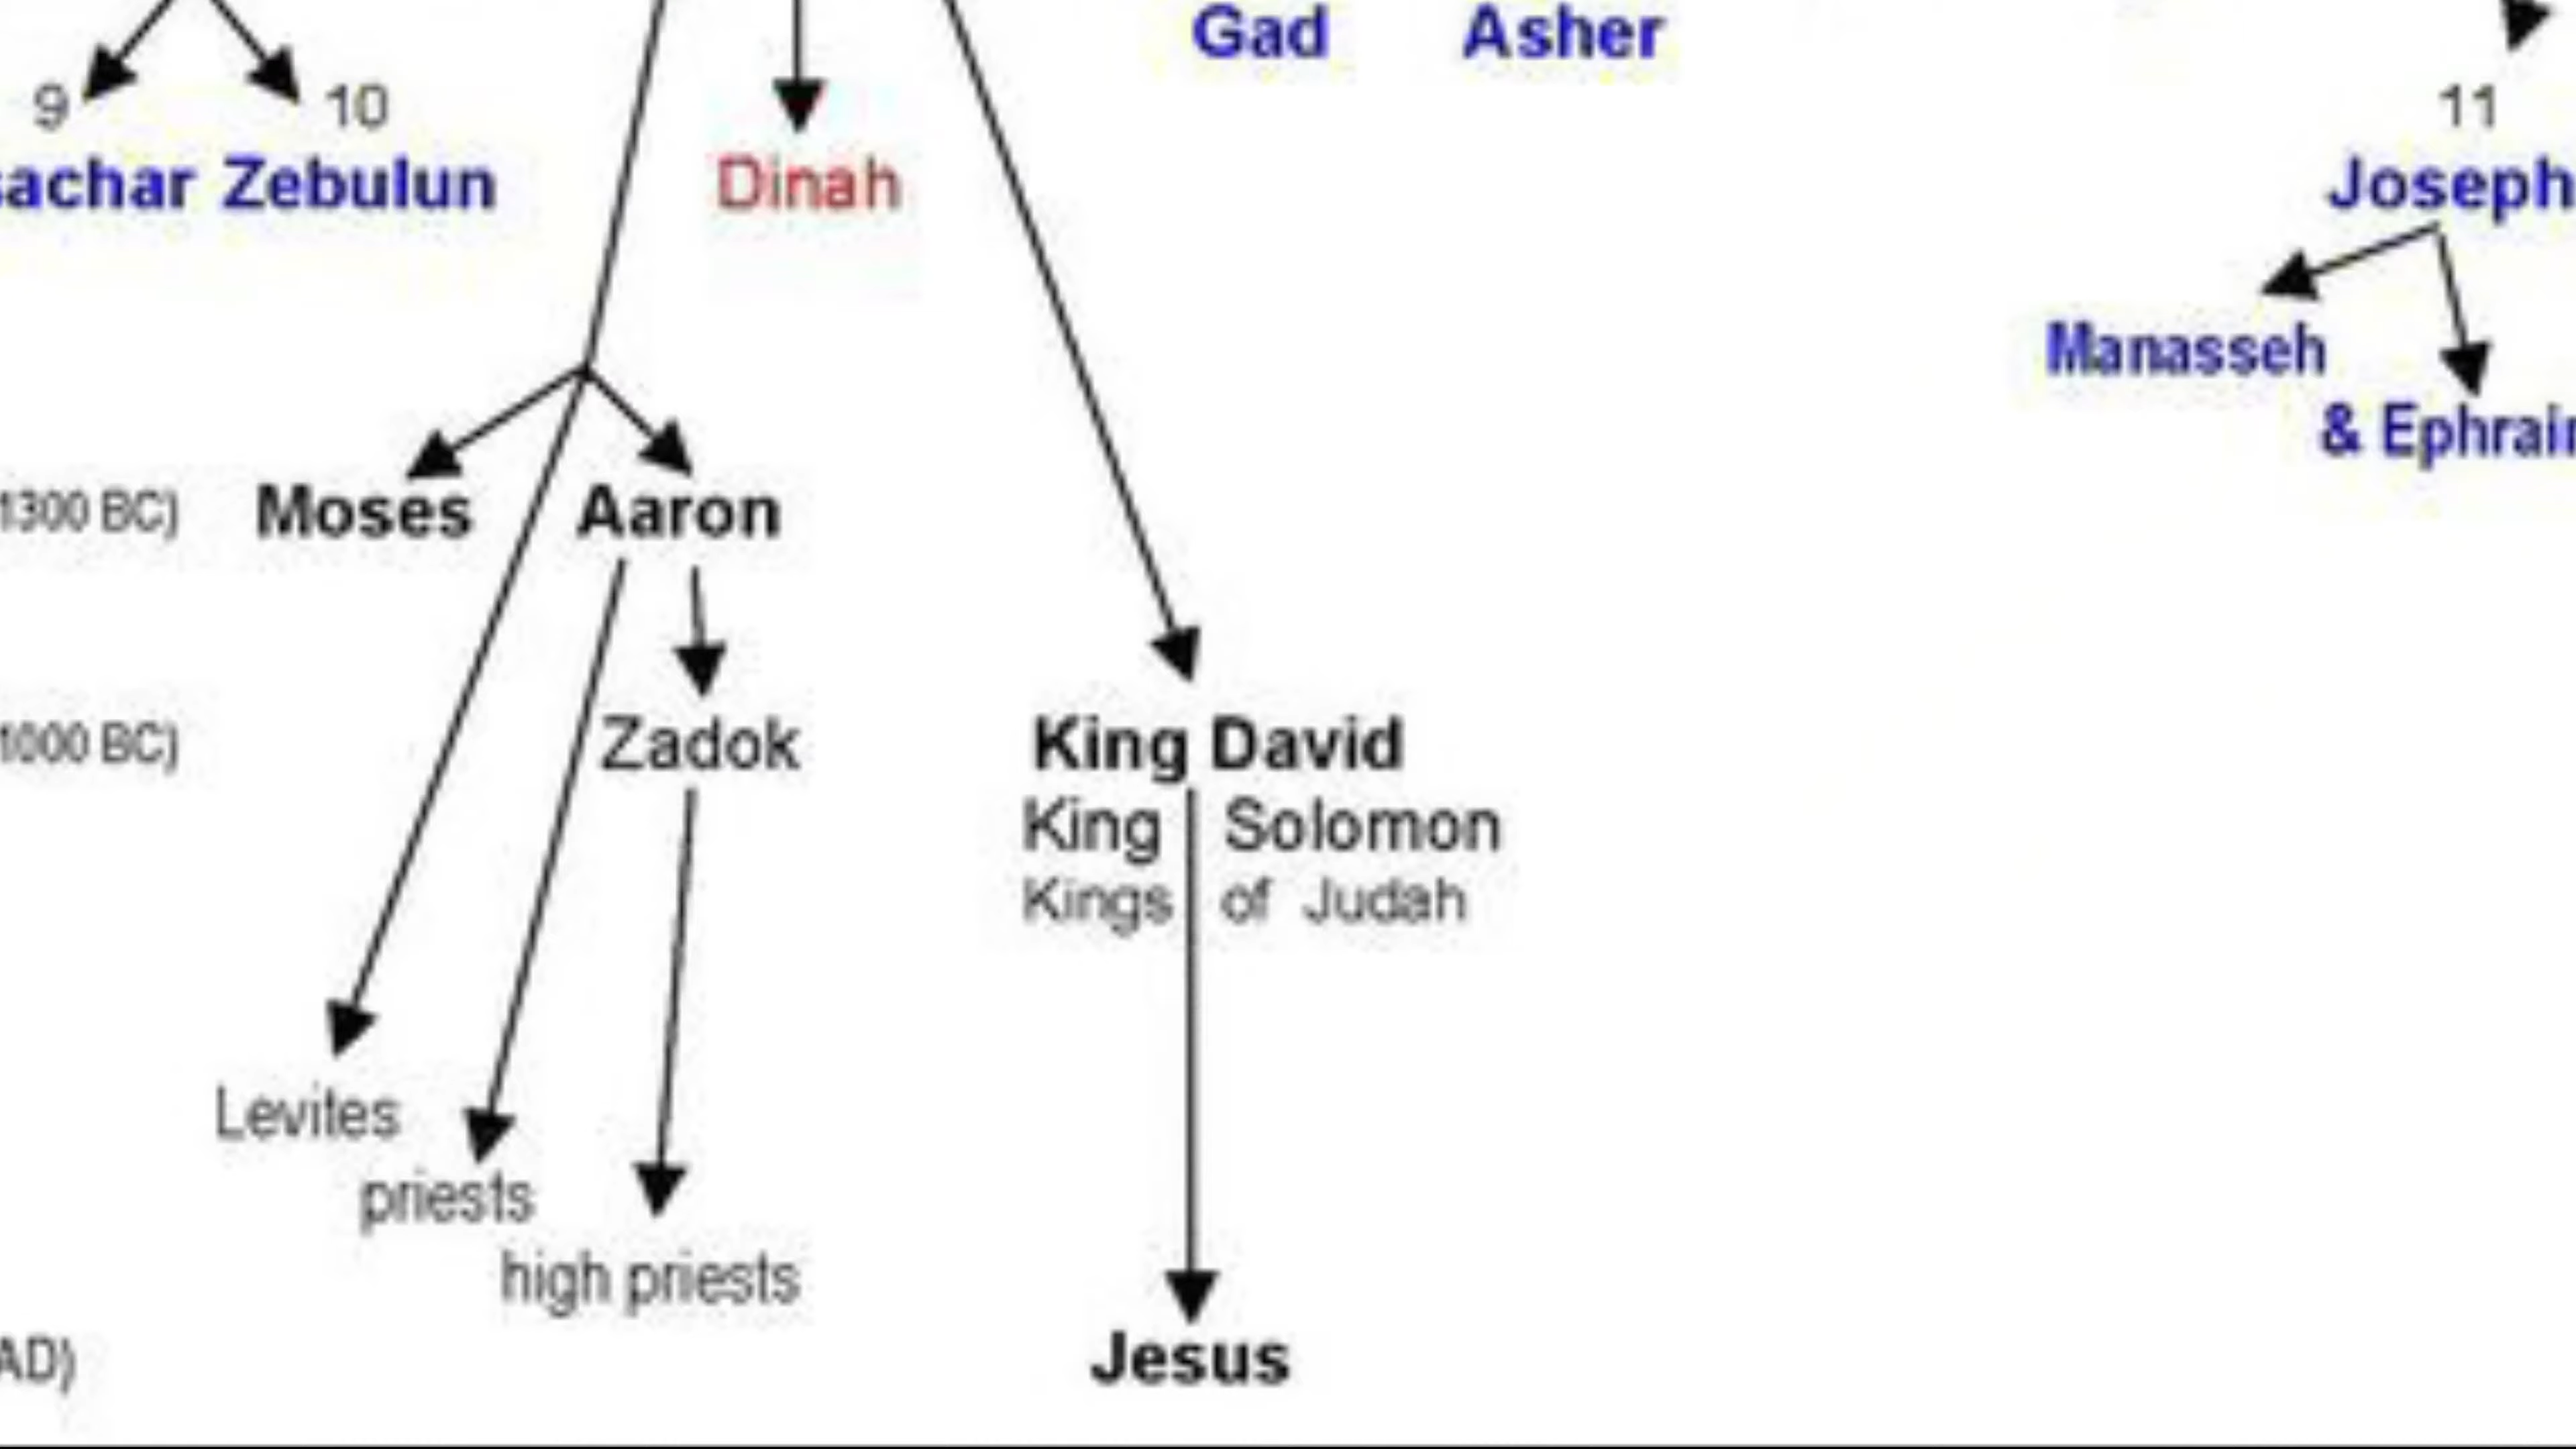 Gad Asher
9 10 11
sachar Zebulun Dinah Joseph
Manasseh
& Ephrai
1300 BC) Moses Aaron
1000 BC) Zadok King David
King Solomon
Kings of Judah
Levites
priests
high priests
AD) Jesus